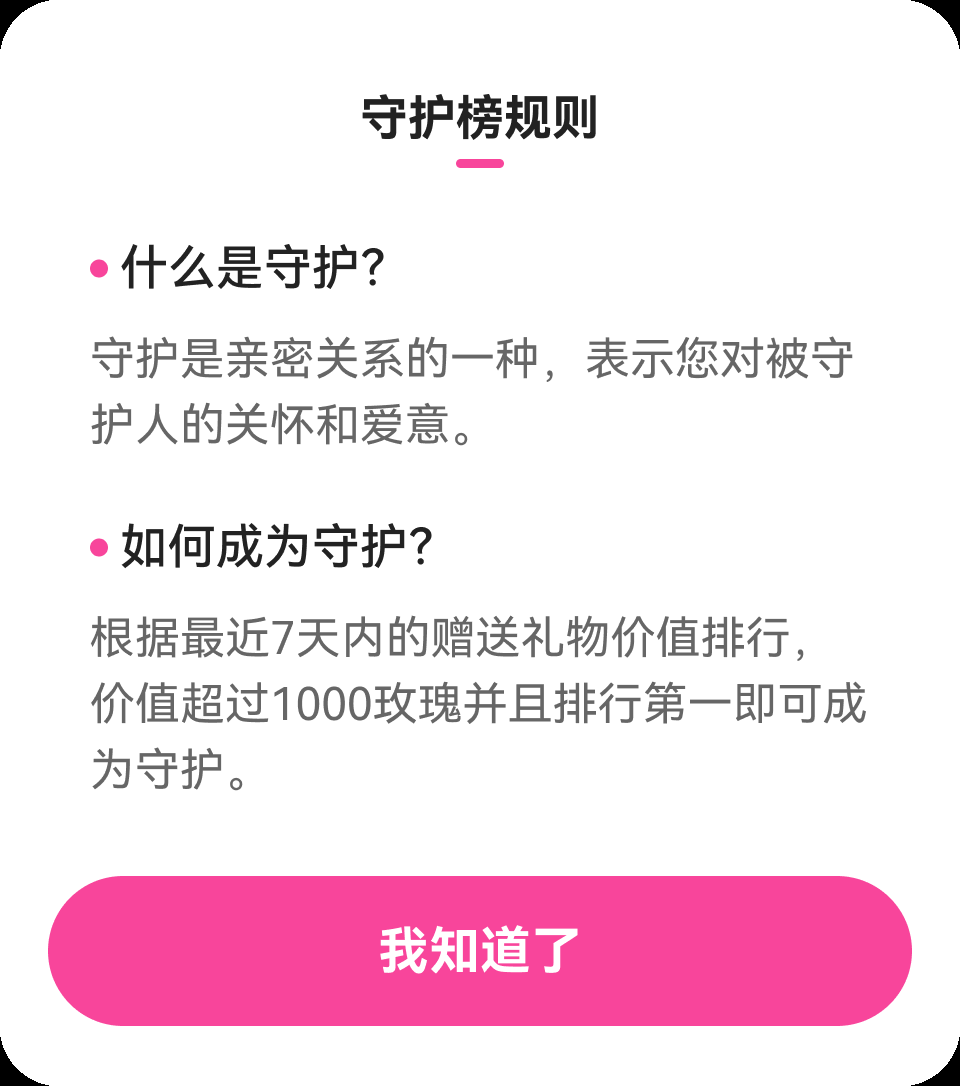 守护榜规则
什么是守护?
守护是亲密关系的一种，表示您对被守
护人的关怀和爱意。
如何成为守护?
根据最近7天内的赠送礼物价值排行，
价值超过1000玫瑰并且排行第一即可成
为守护。
我知道了